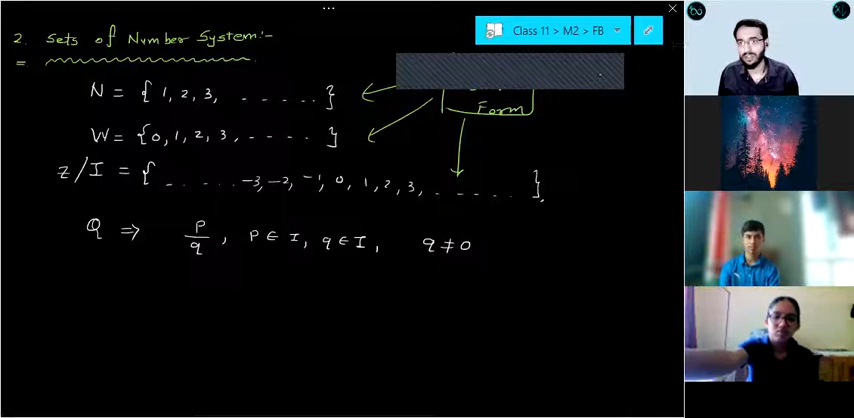 ...
Class 11 > M2 > FB
2. Sets of Number System:-
N = { 1, 2, 3, - - - - - - }
Form
W = {0, 1, 2, 3, - - - - - }
Z/I = { - - - - - -3, -2, -1, 0, 1, 2, 3, - - - - - - },
Q ⇒ p/q, P ∈ I, q ∈ I, q ≠ 0